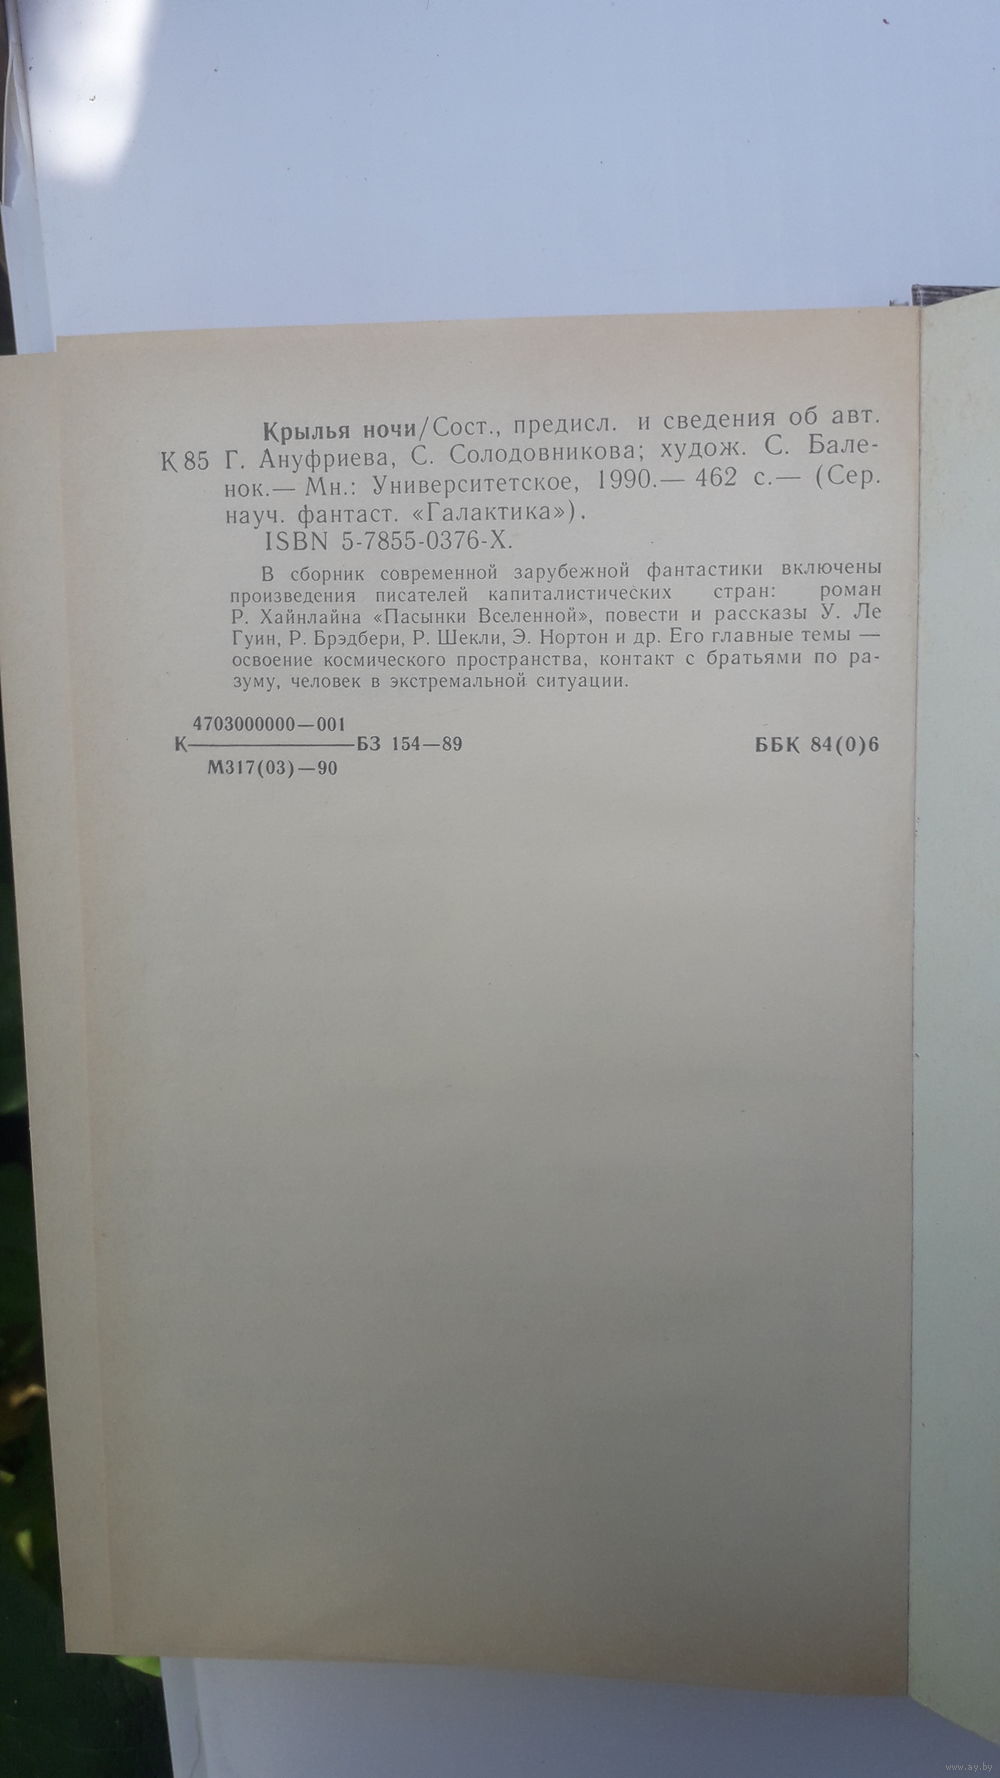 Крылья ночи/Сост., предисл. и сведения об авт.
К 85 Г. Ануфриева, С. Солодовникова; худож. С. Бале-
нок.— Мн.: Университетское, 1990.— 462 с.— (Сер.
науч. фантаст. «Галактика»).
ISBN 5-7855-0376-X.
В сборник современной зарубежной фантастики включены
произведения писателей капиталистических стран: роман
Р. Хайнлайна «Пасынки Вселенной», повести и рассказы У. Ле
Гуин, Р. Брэдбери, Р. Шекли, Э. Нортон и др. Его главные темы —
освоение космического пространства, контакт с братьями по ра-
зуму, человек в экстремальной ситуации.
4703000000—001
К————БЗ 154—89 ББК 84(0)6
М317(03)—90
www.ay.by